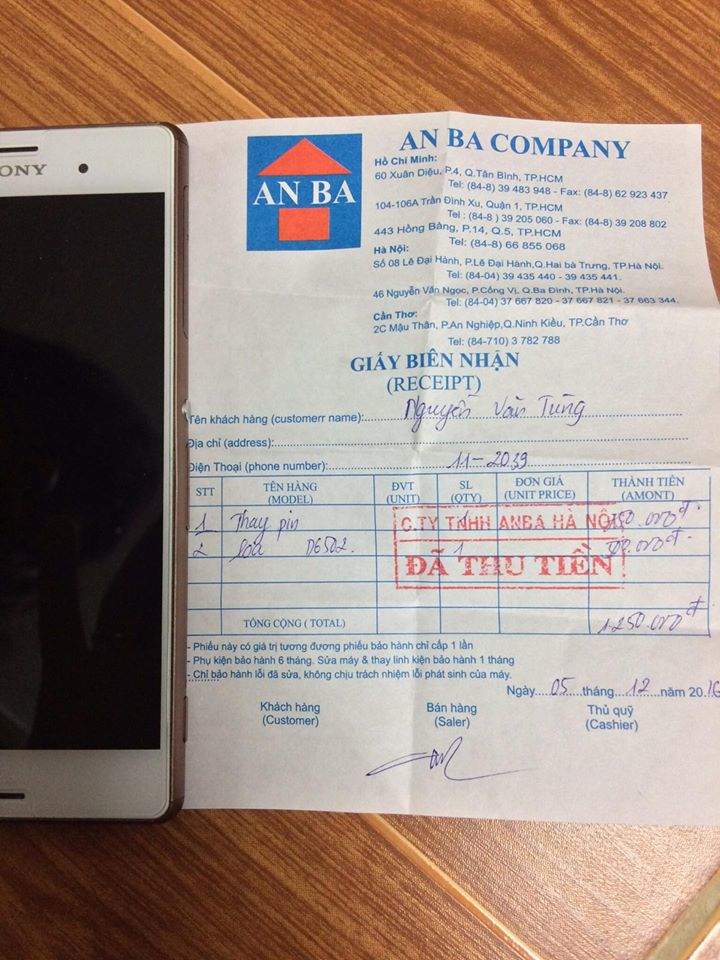 SONY
AN BA
AN BA COMPANY
Hồ Chí Minh:
60 Xuân Diệu, P.4, Q.Tân Bình, TP.HCM
Tel: (84-8) 39 483 948 - Fax: (84-8) 62 923 437
104-106A Trần Đình Xu, Quận 1, TP.HCM
Tel : (84-8 ) 39 205 060 - Fax: (84-8) 39 208 802
443 Hồng Bàng, P.14, Q.5, TP.HCM
Tel: (84-8) 66 855 068
Hà Nội:
Số 08 Lê Đại Hành, P.Lê Đại Hành,Q.Hai bà Trưng, TP.Hà Nội.
Tel: (84-04) 39 435 440 - 39 435 441.
46 Nguyễn Văn Ngọc, P.Cống Vị, Q.Ba Đình, TP.Hà Nội.
Tel: (84-04) 37 667 820 - 37 667 821 - 37 663 344.
Cần Thơ:
2C Mậu Thân, P.An Nghiệp,Q.Ninh Kiều, TP.Cần Thơ
Tel: (84-710) 3 782 788
GIẤY BIÊN NHẬN
(RECEIPT)
Tên khách hàng (customerr name): Nguyễn Văn Tùng
Địa chỉ (address):
Điện Thoại (phone number): 11-2039
STT TÊN HÀNG (MODEL) ĐVT (UNIT) SL (QTY) ĐƠN GIÁ (UNIT PRICE) THÀNH TIỀN (AMONT)
1 Thay pin
2 loa D6502. 1
C.TY TNHH ANBA HÀ NỘI
ĐÃ THU TIỀN
TỔNG CỘNG ( TOTAL) 1.250.000đ
- Phiếu này có giá trị tương đương phiếu bảo hành chỉ cấp 1 lần
- Phụ kiện bảo hành 6 tháng. Sửa máy & thay linh kiện bảo hành 1 tháng
- Chỉ bảo hành lỗi đã sửa, không chịu trách nhiệm lỗi phát sinh của máy.
Ngày 05 tháng 12 năm 2016
Khách hàng Bán hàng Thủ quỹ
(Customer) (Saler) (Cashier)